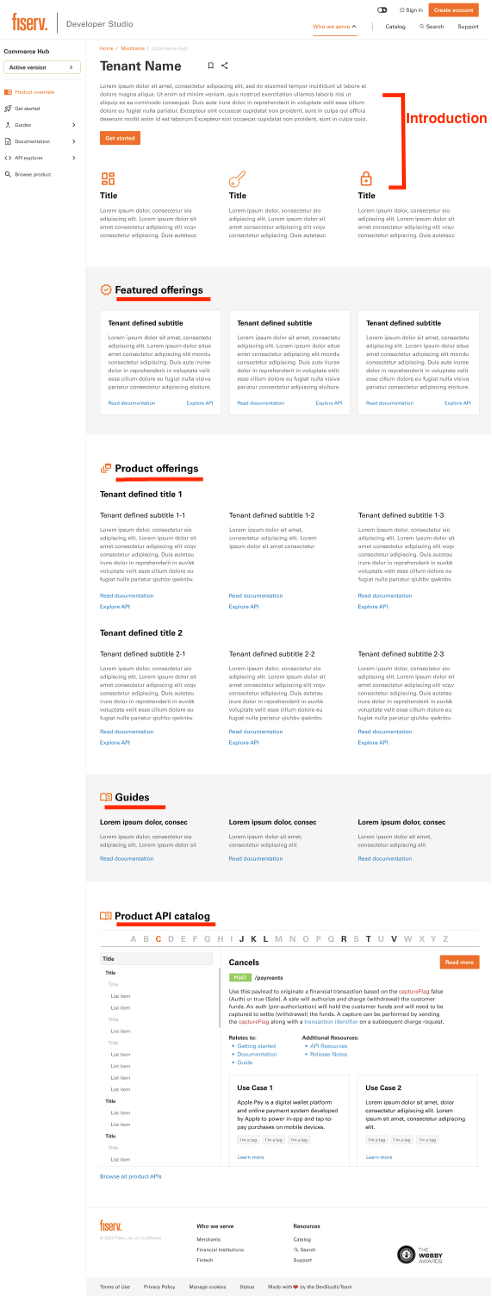 fiserv.
Developer Studio
Sign in
Create account
Who we serve
Catalog
Search
Support
Commerce Hub
Active version
Product overview
Get started
Guides
Documentation
API explorer
Browse product
Home / Merchants / Commerce Hub
Tenant Name
Lorem ipsum dolor sit amet, consectetur adipiscing elit, sed do eiusmod tempor incididunt ut labore et
dolore magna aliqua. Ut enim ad minim veniam, quis nostrud exercitation ullamco laboris nisi ut
aliquip ex ea commodo consequat. Duis aute irure dolor in reprehenderit in voluptate velit esse cillum
dolore eu fugiat nulla pariatur. Excepteur sint occaecat cupidatat non proident, sunt in culpa qui officia
deserunt mollit anim id est laborum Excepteur sint occaecat cupidatat non proident, sunt in culpa quis.
Introduction
Get started
Title
Title
Title
Lorem ipsum dolor, consectetur sio
adipiscing elit. Lorem ipsum dolor sit
amet consectetur adipiscing elit vcqv
consectetur adipiscing. Duis autetauc
Lorem ipsum dolor, consectetur sio
adipiscing elit. Lorem ipsum dolor sit
amet consectetur adipiscing elit vcqv
consectetur adipiscing. Duis autetauc
Lorem ipsum dolor, consectetur sio
adipiscing elit. Lorem ipsum dolor sit
amet consectetur adipiscing elit vcqv
consectetur adipiscing. Duis autetauc
Featured offerings
Tenant defined subtitle
Tenant defined subtitle
Tenant defined subtitle
Lorem ipsum dolor sit amet, consectetu
adipiscing elit. Lorem ipsum dolor situe
amet consectetur adipiscing elit mondu
consectetur adipiscing. Duis aute irure
dolor in reprehenderit in voluptate velit
esse cillum dolore eu fugiat nulla visiva
pariatur consectetur adipiscing eloiture.
Lorem ipsum dolor sit amet, consectetu
adipiscing elit. Lorem ipsum dolor situe
amet consectetur adipiscing elit mondu
consectetur adipiscing. Duis aute irure
dolor in reprehenderit in voluptate velit
esse cillum dolore eu fugiat nulla visiva
pariatur consectetur adipiscing eloiture.
Lorem ipsum dolor sit amet, consectetu
adipiscing elit. Lorem ipsum dolor situe
amet consectetur adipiscing elit mondu
consectetur adipiscing. Duis aute irure
dolor in reprehenderit in voluptate velit
esse cillum dolore eu fugiat nulla visiva
pariatur consectetur adipiscing eloiture.
Read documentation Explore API
Read documentation Explore API
Read documentation Explore API
Product offerings
Tenant defined title 1
Tenant defined subtitle 1-1
Tenant defined subtitle 1-2
Tenant defined subtitle 1-3
Lorem ipsum dolor, consectetur sio
adipiscing elit. Lorem ipsum dolor sit
amet consectetur adipiscing elit vcqv
consectetur adipiscing. Duis autetau
irure dolor in reprehenderit in suvbk
voluptate velit esse cillum dolore eu
fugiat nulla pariatur qiwbdiv qwknbv.
Lorem ipsum dolor sit amet,
consectetur adipiscing elit. Lorem
ipsum dolor sit amet consectetur
Lorem ipsum dolor, consectetur sio
adipiscing elit. Lorem ipsum dolor sit
amet consectetur adipiscing elit vcqv
consectetur adipiscing. Duis autetau
irure dolor in reprehenderit in suvbk
voluptate velit esse cillum dolore eu
fugiat nulla pariatur qiwbdiv qwknbv.
Read documentation
Read documentation
Read documentation
Explore API
Explore API
Explore API
Tenant defined title 2
Tenant defined subtitle 2-1
Tenant defined subtitle 2-2
Tenant defined subtitle 2-3
Lorem ipsum dolor, consectetur sio
adipiscing elit. Lorem ipsum dolor sit
amet consectetur adipiscing elit vcqv
consectetur adipiscing. Duis autetau
irure dolor in reprehenderit in suvbk
voluptate velit esse cillum dolore eu
fugiat nulla pariatur qiwbdiv qwknbv.
Lorem ipsum dolor, consectetur sio
adipiscing elit. Lorem ipsum dolor sit
amet consectetur adipiscing elit vcqv
consectetur adipiscing. Duis autetau
irure dolor in reprehenderit in suvbk
voluptate velit esse cillum dolore eu
fugiat nulla pariatur qiwbdiv qwknbv.
Lorem ipsum dolor, consectetur sio
adipiscing elit. Lorem ipsum dolor sit
amet consectetur adipiscing elit vcqv
consectetur adipiscing. Duis autetau
irure dolor in reprehenderit in suvbk
voluptate velit esse cillum dolore eu
fugiat nulla pariatur qiwbdiv qwknbv.
Read documentation
Read documentation
Read documentation
Explore API
Explore API
Explore API
Guides
Lorem ipsum dolor, consec
Lorem ipsum dolor, consec
Lorem ipsum dolor, consec
Lorem ipsum dolor, consectetur sio
adipiscing elit. Lorem ipsum dolor sit
Lorem ipsum dolor sit amet,
consectetur adipiscing elit
Lorem ipsum dolor sit amet,
consectetur adipiscing elit
Read documentation
Read documentation
Read documentation
Product API catalog
A B C D E F G H I J K L M N O P Q R S T U V W X Y Z
Title
Title
Title
List item
List item
Title
List item
Title
List item
List item
List item
List item
Title
List item
List item
Title
Title
List item
Cancels
Read more
POST /payments
Use this payload to originate a financial transaction based on the captureFlag false
(Auth) or true (Sale). A sale will authorize and charge (withdrawal) the customer
funds. An auth (pre-authorization) will hold the customer funds and will need to be
captured to settle (withdrawal) the funds. A capture can be performed by sending
the captureFlag along with a transaction identifier on a subsequent charge request.
Relates to:
Additional Resources:
Getting started
API Resources
Documentation
Release Notes
Guide
Use Case 1
Use Case 2
Apple Pay is a digital wallet platform
and online payment system developed
by Apple to power in-app and tap-to-
pay purchases on mobile devices.
Lorem ipsum dolor sit amet, dolor
consectetur adipiscing elit. Lorem
ipsum sit amet, consectetur adipiscing
elit.
I'm a tag I'm a tag I'm a tag
I'm a tag I'm a tag I'm a tag
Learn more
Learn more
Browse all product APIs
fiserv.
© 2022 Fiserv, Inc. or its affiliates.
Who we serve
Merchants
Financial Institutions
Fintech
Resources
Catalog
Search
Support
THE
WEBBY
AWARDS
Terms of Use
Privacy Policy
Manage cookies
Status
Made with ❤ by the DevStudio Team